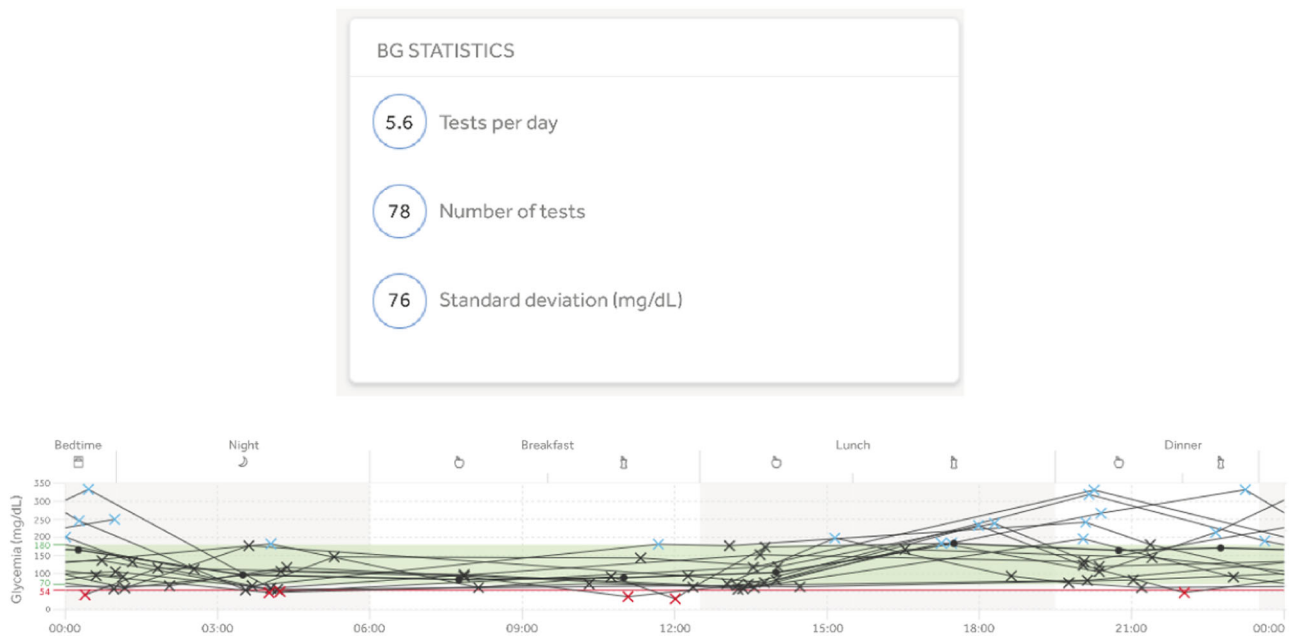 BG STATISTICS
5.6 Tests per day
78 Number of tests
76 Standard deviation (mg/dL)
Bedtime Night Breakfast Lunch Dinner
Glycemia (mg/dL)
350
300
250
200
180
150
100
70
54
0
00:00 03:00 06:00 09:00 12:00 15:00 18:00 21:00 00:00